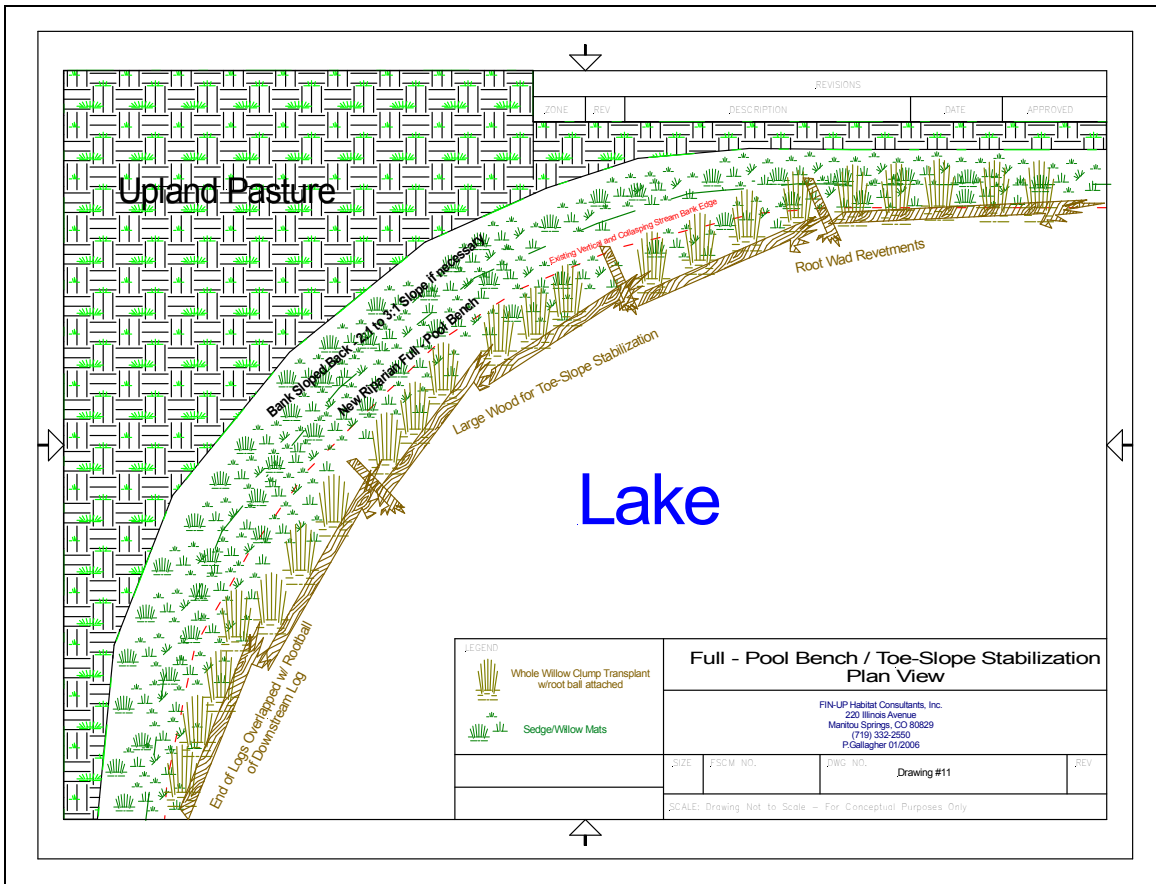 REVISIONS
ZONE REV DESCRIPTION DATE APPROVED
Upland Pasture
Existing Vertical and Collasping Stream Bank Edge
Root Wad Revetments
Bank Sloped Back - 2:1 to 3:1 Slope if necessary
New Riparian Full - Pool Bench
Large Wood for Toe-Slope Stabilization
Lake
End of Logs Overlapped w/ Rootball
of Downstream Log
LEGEND
Whole Willow Clump Transplant
w/root ball attached
Sedge/Willow Mats
Full - Pool Bench / Toe-Slope Stabilization
Plan View
FIN-UP Habitat Consultants, Inc.
220 Illinois Avenue
Manitou Springs, CO 80829
(719) 332-2550
P.Gallagher 01/2006
SIZE FSCM NO. DWG NO. Drawing #11 REV
SCALE: Drawing Not to Scale - For Conceptual Purposes Only